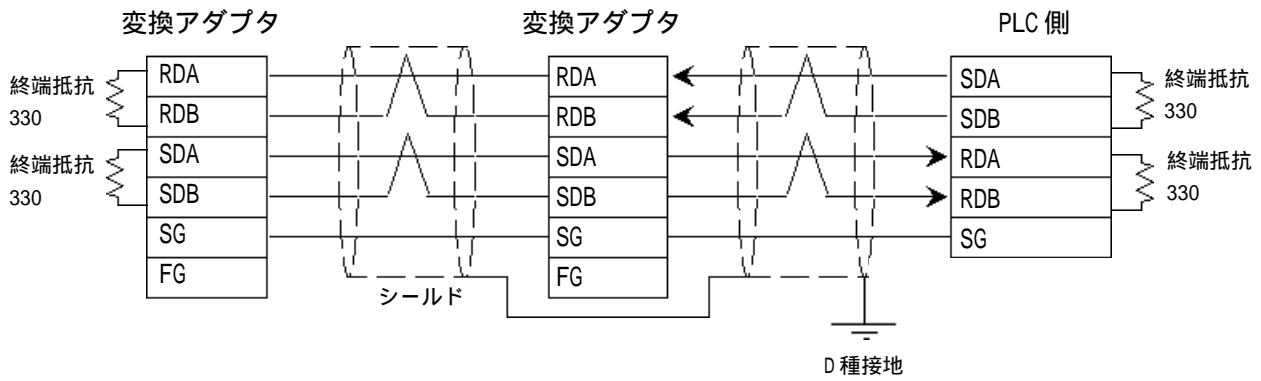 変換アダプタ
変換アダプタ
PLC 側
終端抵抗
330
終端抵抗
330
RDA
RDB
SDA
SDB
SG
FG
シールド
RDA
RDB
SDA
SDB
SG
FG
SDA
SDB
RDA
RDB
SG
終端抵抗
330
終端抵抗
330
D 種接地